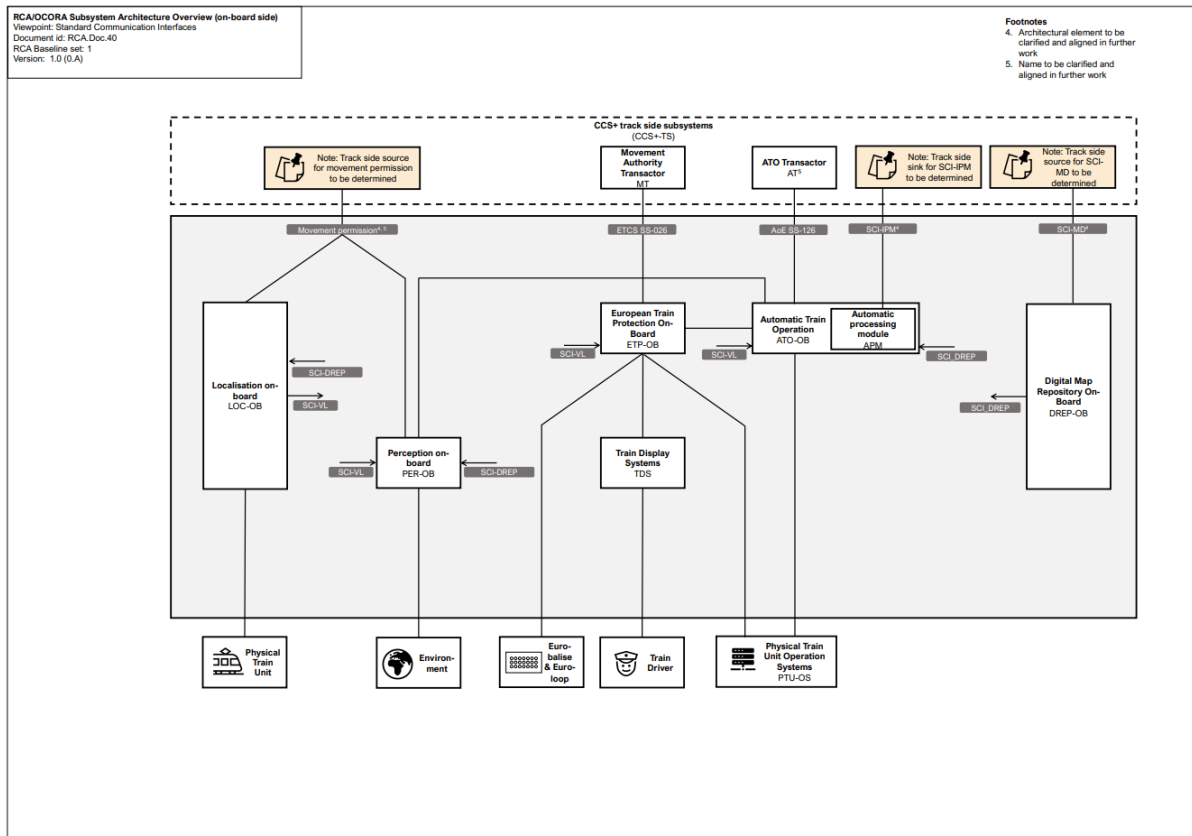 RCA/OCORA Subsystem Architecture Overview (on-board side)
Viewpoint: Standard Communication Interfaces
Document id: RCA.Doc.40
RCA Baseline set: 1
Version: 1.0 (0.A)
Footnotes
4. Architectural element to be
clarified and aligned in further
work
5. Name to be clarified and
aligned in further work
CCS+ track side subsystems
(CCS+-TS)
Note: Track side source
for movement permission
to be determined
Movement
Authority
Transactor
MT
ATO Transactor
AT5
Note: Track side
sink for SCI-IPM
to be determined
Note: Track side
source for SCI-
MD to be
determined
Movement permission4, 5
ETCS SS-026
AoE SS-126
SCI-IPM4
SCI-MD4
Localisation on-
board
LOC-OB
SCI-DREP
SCI-VL
Perception on-
board
PER-OB
SCI-VL
SCI-DREP
European Train
Protection On-
Board
ETP-OB
SCI-VL
Automatic Train
Operation
ATO-OB
SCI-VL
Automatic
processing
module
APM
SCI_DREP
Train Display
Systems
TDS
Digital Map
Repository On-
Board
DREP-OB
SCI_DREP
Physical
Train
Unit
Environ-
ment
Euro-
balise
& Euro-
loop
Train
Driver
Physical Train
Unit Operation
Systems
PTU-OS